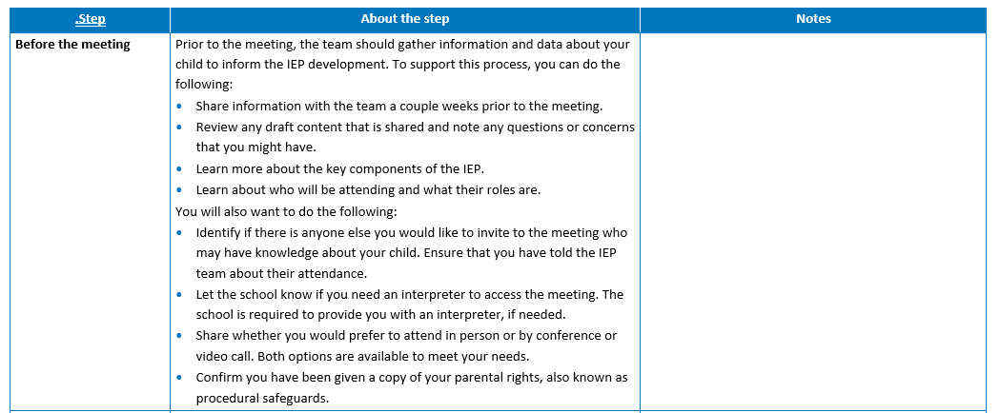 .Step
About the step
Notes
Before the meeting
Prior to the meeting, the team should gather information and data about your
child to inform the IEP development. To support this process, you can do the
following:
• Share information with the team a couple weeks prior to the meeting.
• Review any draft content that is shared and note any questions or concerns
that you might have.
• Learn more about the key components of the IEP.
• Learn about who will be attending and what their roles are.
You will also want to do the following:
• Identify if there is anyone else you would like to invite to the meeting who
may have knowledge about your child. Ensure that you have told the IEP
team about their attendance.
• Let the school know if you need an interpreter to access the meeting. The
school is required to provide you with an interpreter, if needed.
• Share whether you would prefer to attend in person or by conference or
video call. Both options are available to meet your needs.
• Confirm you have been given a copy of your parental rights, also known as
procedural safeguards.